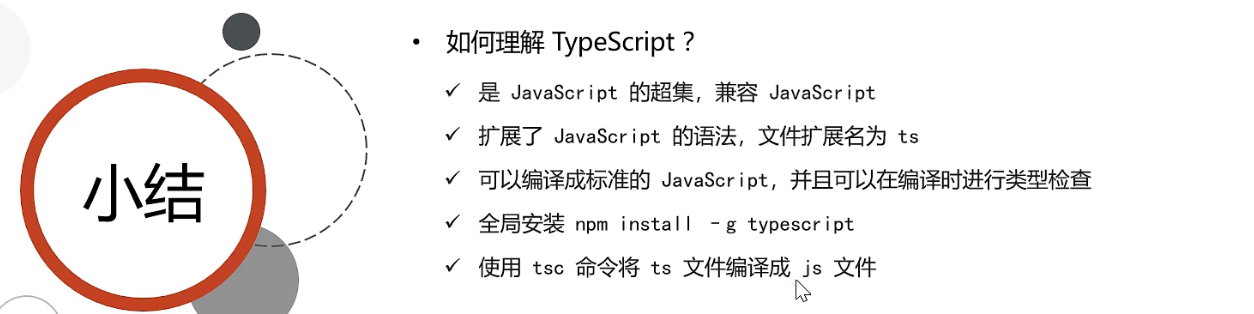 小结
• 如何理解 TypeScript？
✓ 是 JavaScript 的超集，兼容 JavaScript
✓ 扩展了 JavaScript 的语法，文件扩展名为 ts
✓ 可以编译成标准的 JavaScript，并且可以在编译时进行类型检查
✓ 全局安装 npm install –g typescript
✓ 使用 tsc 命令将 ts 文件编译成 js 文件